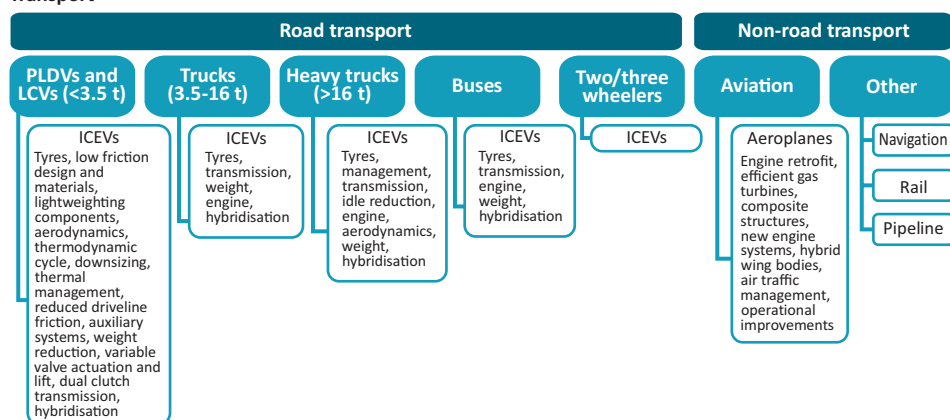 Transport
Road transport
Non-road transport
PLDVs and
LCVs (<3.5 t)
Trucks
(3.5-16 t)
Heavy trucks
(>16 t)
Buses
Two/three
wheelers
Aviation
Other
ICEVs
Tyres, low friction
design and
materials,
lightweighting
components,
aerodynamics,
thermodynamic
cycle, downsizing,
thermal
management,
reduced driveline
friction, auxiliary
systems, weight
reduction, variable
valve actuation and
lift, dual clutch
transmission,
hybridisation
ICEVs
Tyres,
transmission,
weight,
engine,
hybridisation
ICEVs
Tyres,
management,
transmission,
idle reduction,
engine,
aerodynamics,
weight,
hybridisation
ICEVs
Tyres,
transmission,
engine,
weight,
hybridisation
ICEVs
Aeroplanes
Engine retrofit,
efficient gas
turbines,
composite
structures,
new engine
systems, hybrid
wing bodies,
air traffic
management,
operational
improvements
Navigation
Rail
Pipeline